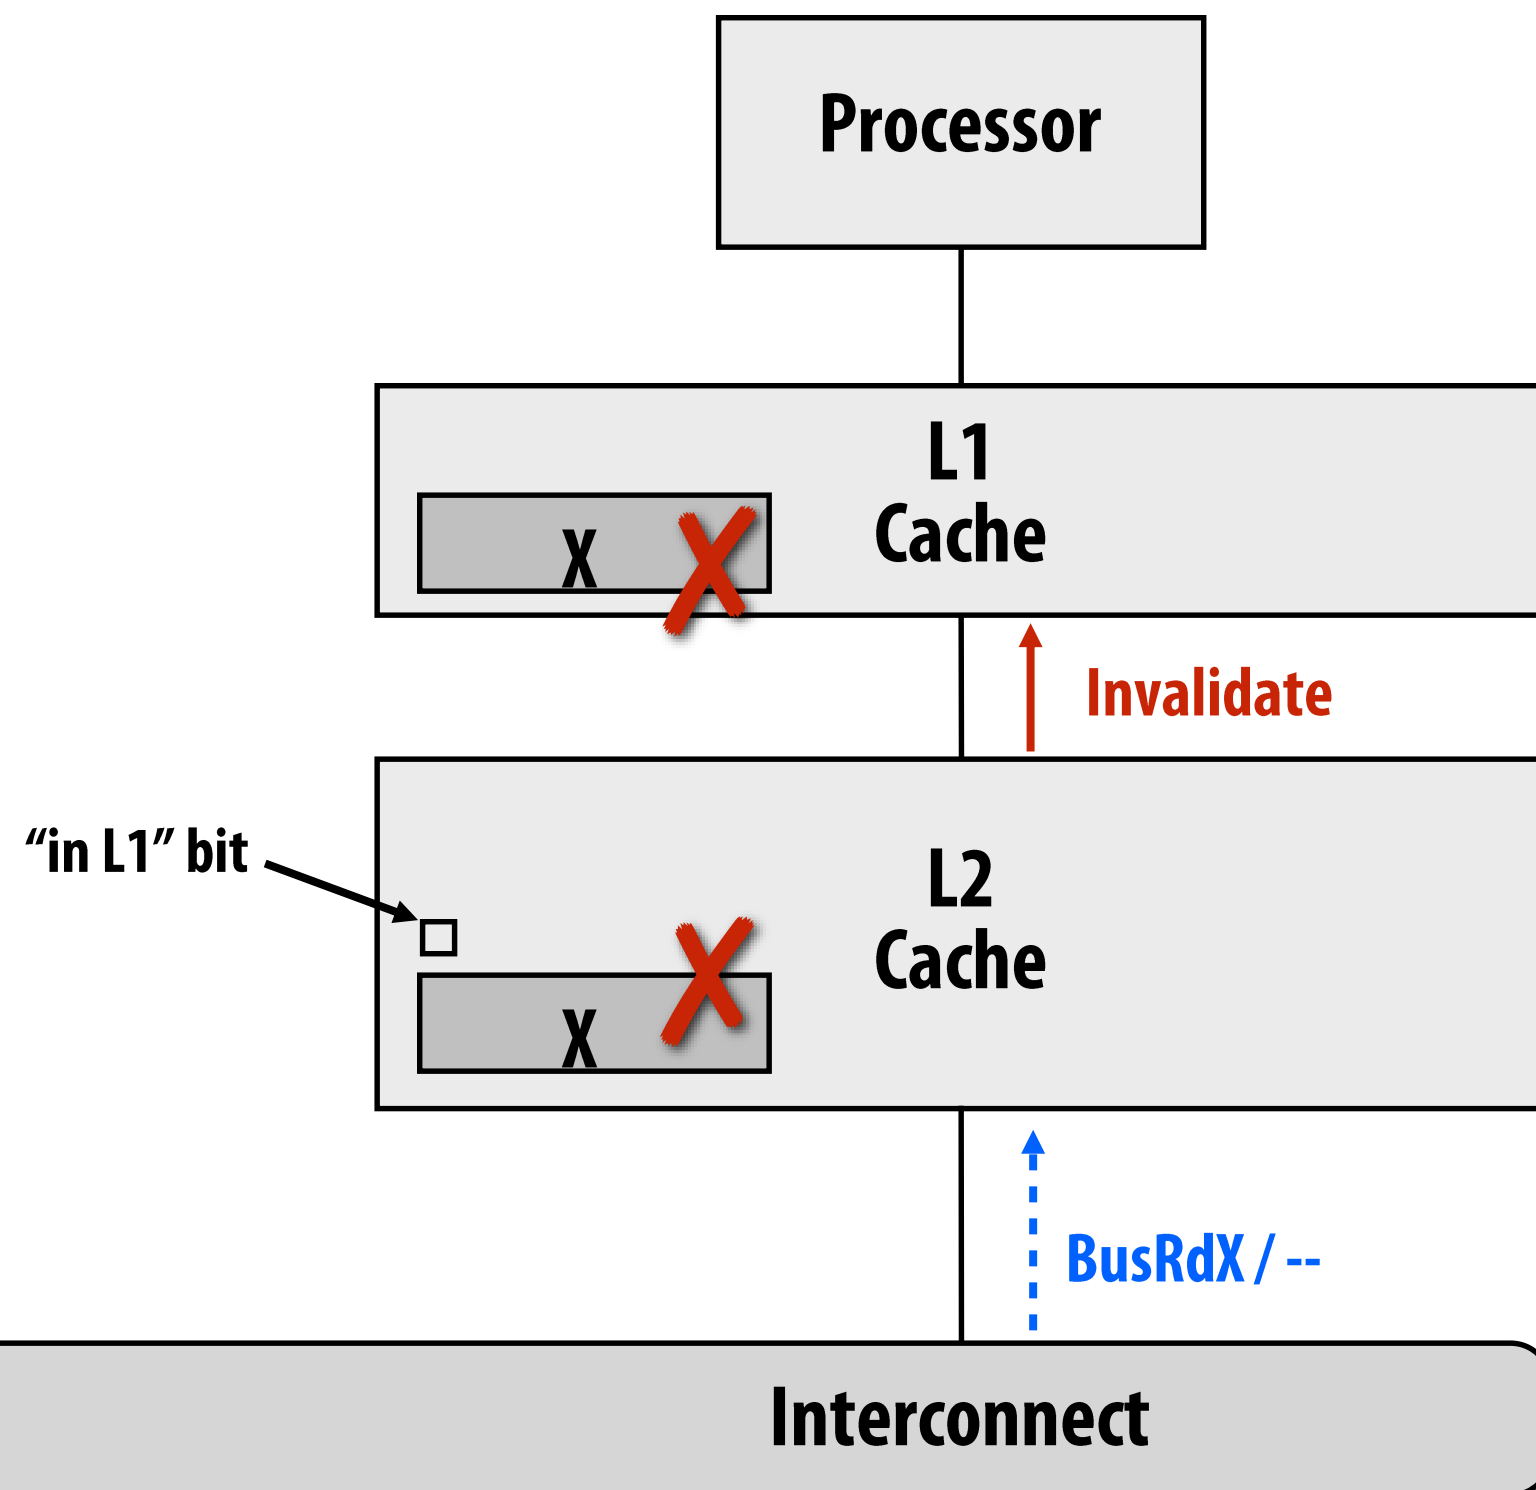 Processor
L1
Cache
X
Invalidate
“in L1” bit
L2
Cache
X
BusRdX / --
Interconnect